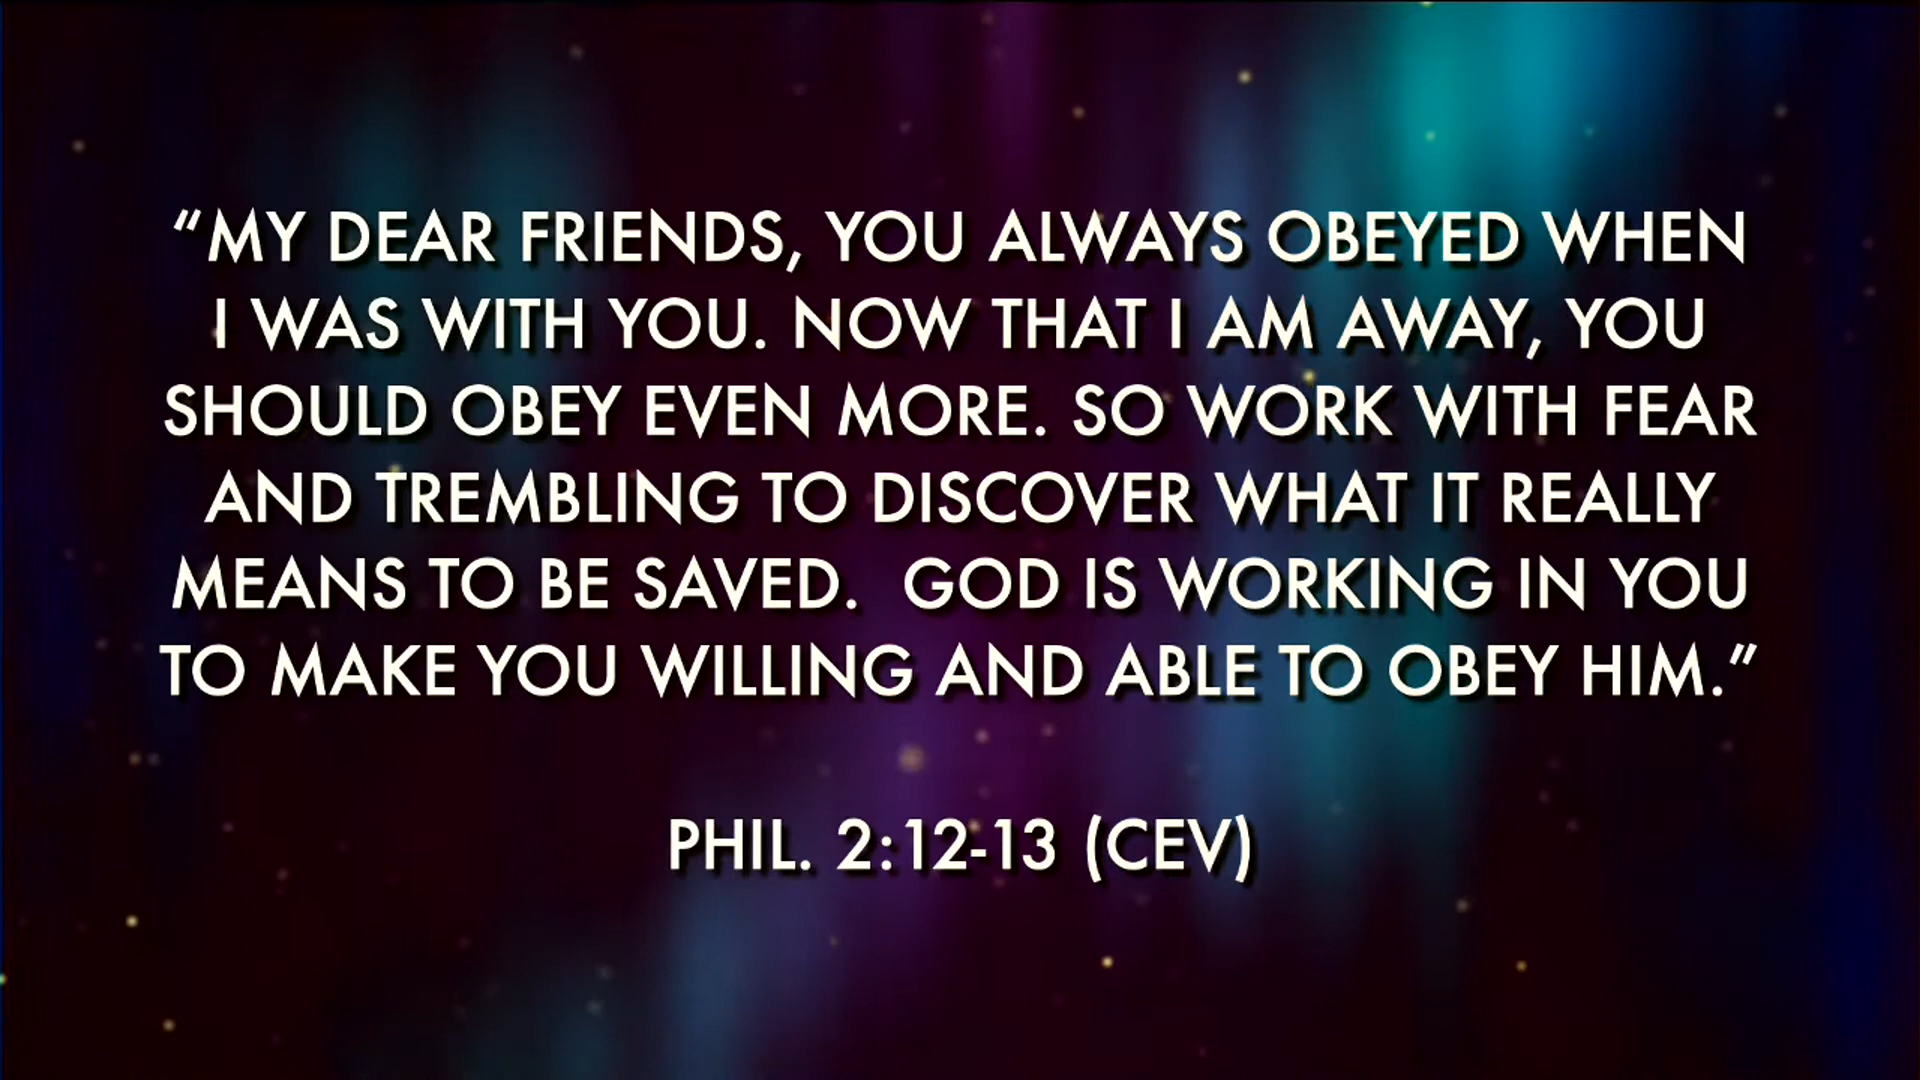 “MY DEAR FRIENDS, YOU ALWAYS OBEYED WHEN
I WAS WITH YOU. NOW THAT I AM AWAY, YOU
SHOULD OBEY EVEN MORE. SO WORK WITH FEAR
AND TREMBLING TO DISCOVER WHAT IT REALLY
MEANS TO BE SAVED.  GOD IS WORKING IN YOU
TO MAKE YOU WILLING AND ABLE TO OBEY HIM.”
PHIL. 2:12-13 (CEV)